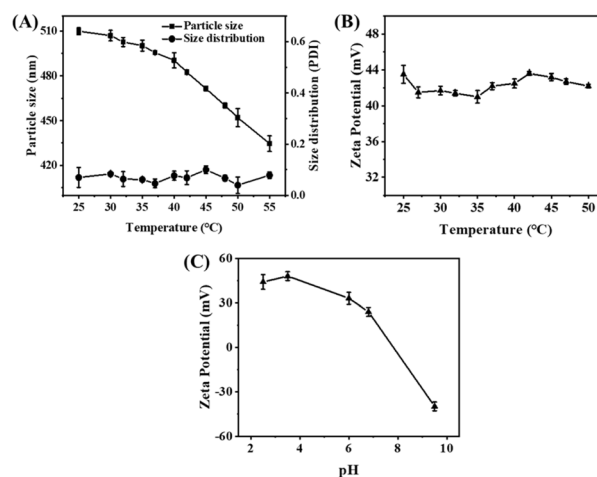 (A)
Particle size
Size distribution
510
480
450
420
Particle size (nm)
0.6
0.4
0.2
0.0
Size distribution (PDI)
25 30 35 40 45 50 55
Temperature (℃)
(B)
48
44
40
36
32
Zeta Potential (mV)
25 30 35 40 45 50
Temperature (℃)
(C)
60
30
0
-30
-60
Zeta Potential (mV)
2 4 6 8 10
pH